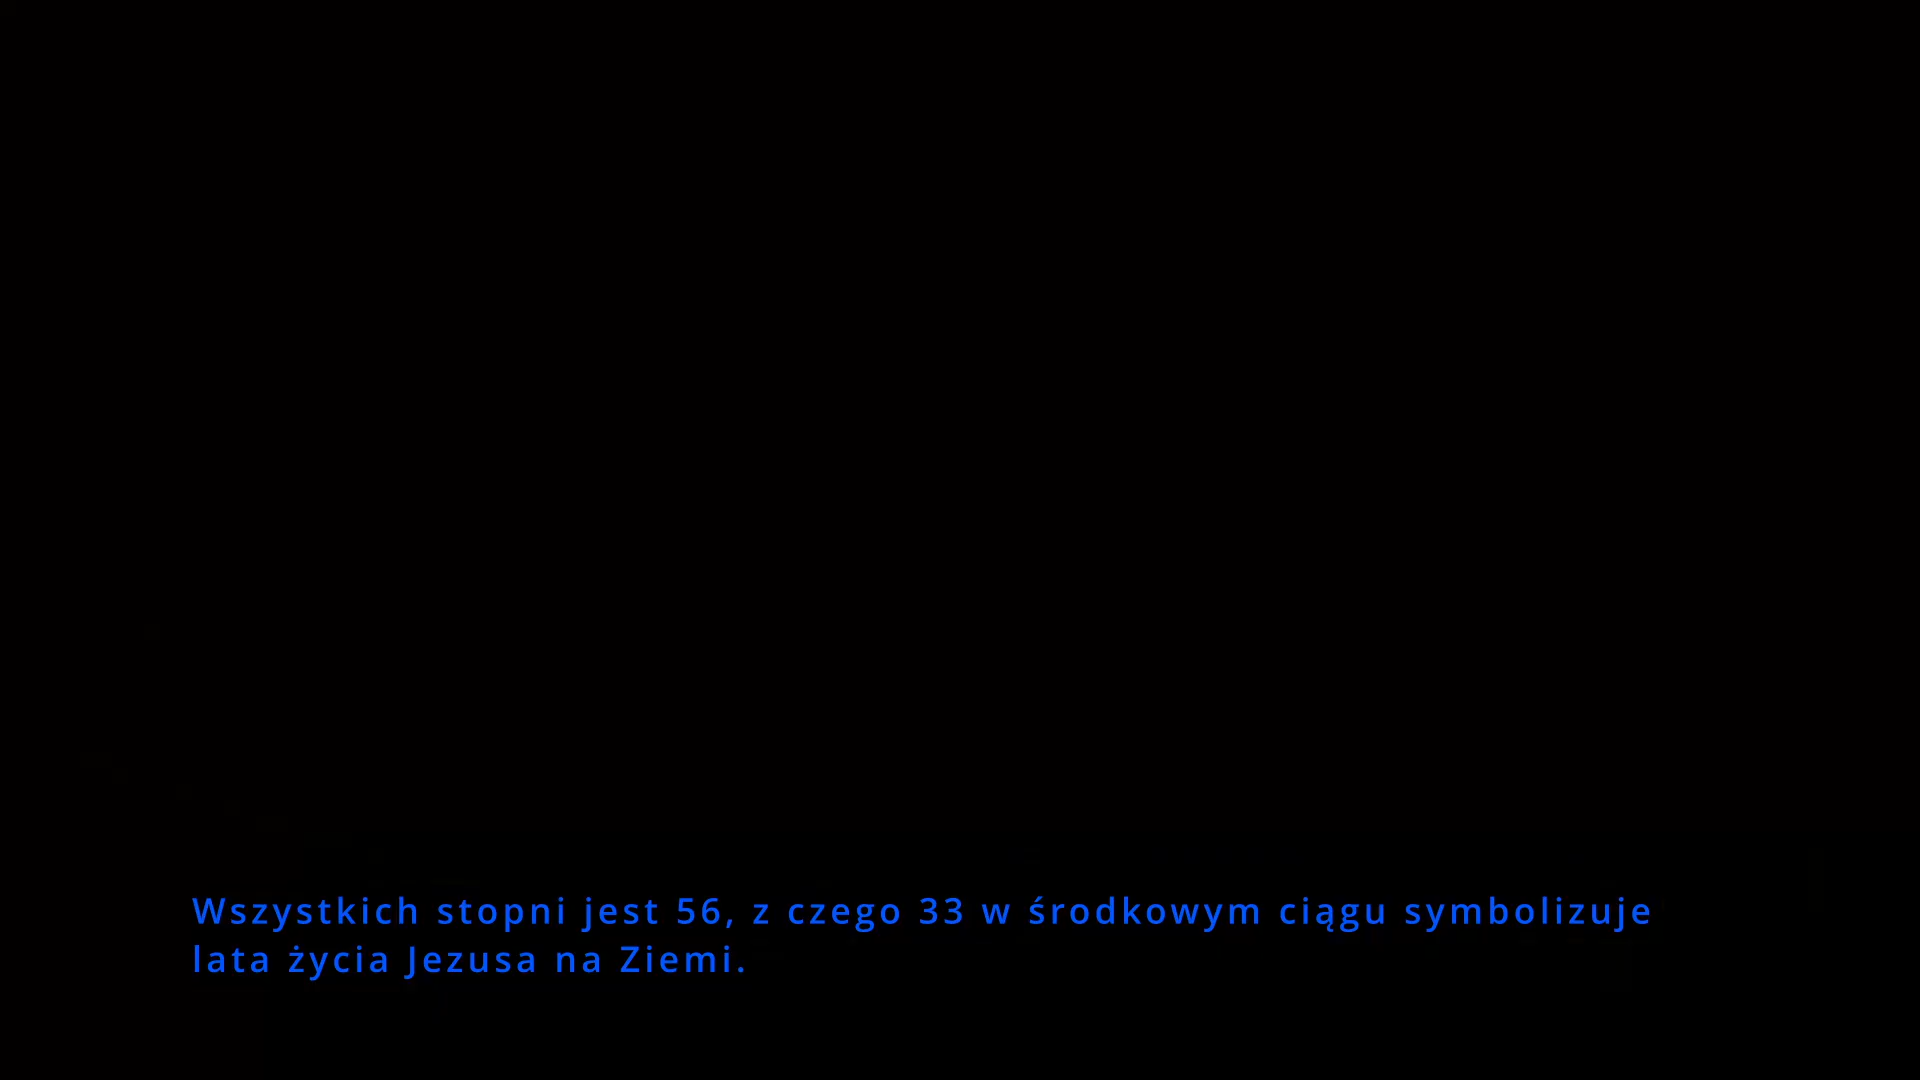 Wszystkich stopni jest 56, z czego 33 w środkowym ciągu symbolizuje
lata życia Jezusa na Ziemi.